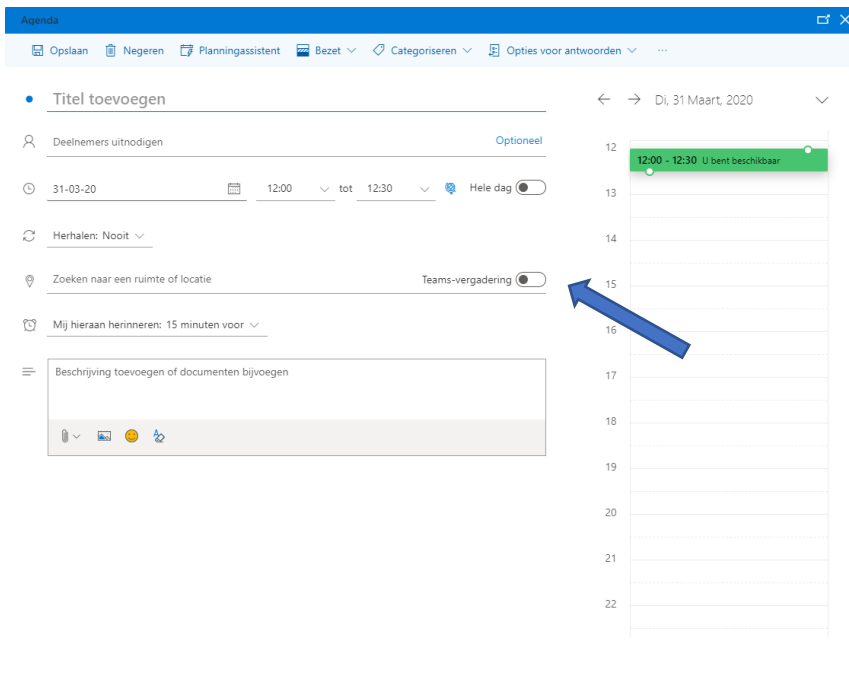 Agenda
Opslaan Negeren Planningassistent Bezet Categoriseren Opties voor antwoorden ...
Titel toevoegen
Di, 31 Maart, 2020
Deelnemers uitnodigen Optioneel
31-03-20 12:00 tot 12:30 Hele dag
Herhalen: Nooit
Zoeken naar een ruimte of locatie Teams-vergadering
Mij hieraan herinneren: 15 minuten voor
Beschrijving toevoegen of documenten bijvoegen
12
12:00 - 12:30 U bent beschikbaar
13
14
15
16
17
18
19
20
21
22